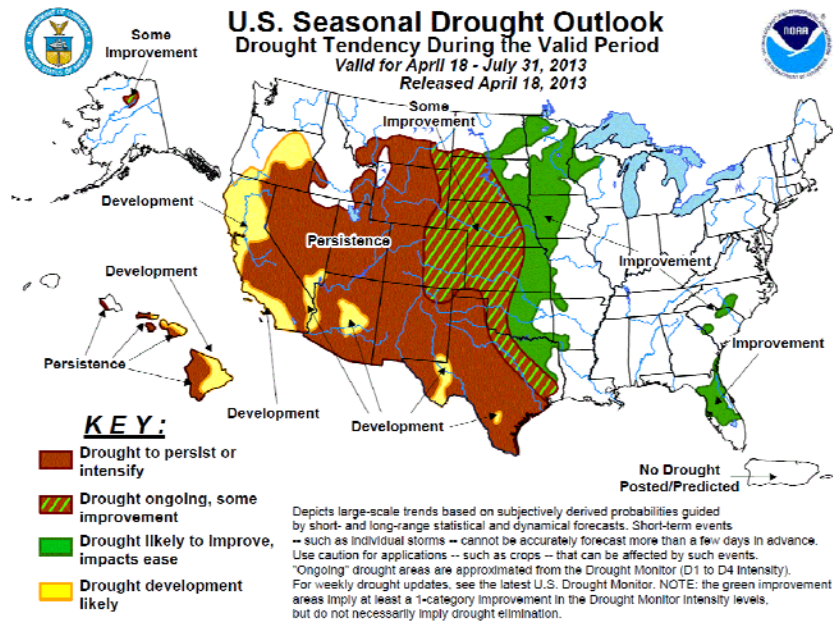 U.S. Seasonal Drought Outlook
Drought Tendency During the Valid Period
Valid for April 18 - July 31, 2013
Released April 18, 2013
NOAA
Some
Improvement
Some
Improvement
Development
Persistence
Development
Improvement
Persistence
Improvement
Development
Development
No Drought
Posted/Predicted
KEY:
Drought to persist or
intensify
Drought ongoing, some
improvement
Drought likely to improve,
impacts ease
Drought development
likely
Depicts large-scale trends based on subjectively derived probabilities guided
by short- and long-range statistical and dynamical forecasts. Short-term events
-- such as individual storms -- cannot be accurately forecast more than a few days in advance.
Use caution for applications -- such as crops -- that can be affected by such events.
"Ongoing" drought areas are approximated from the Drought Monitor (D1 to D4 intensity).
For weekly drought updates, see the latest U.S. Drought Monitor. NOTE: the green improvement
areas imply at least a 1-category improvement in the Drought Monitor intensity levels,
but do not necessarily imply drought elimination.